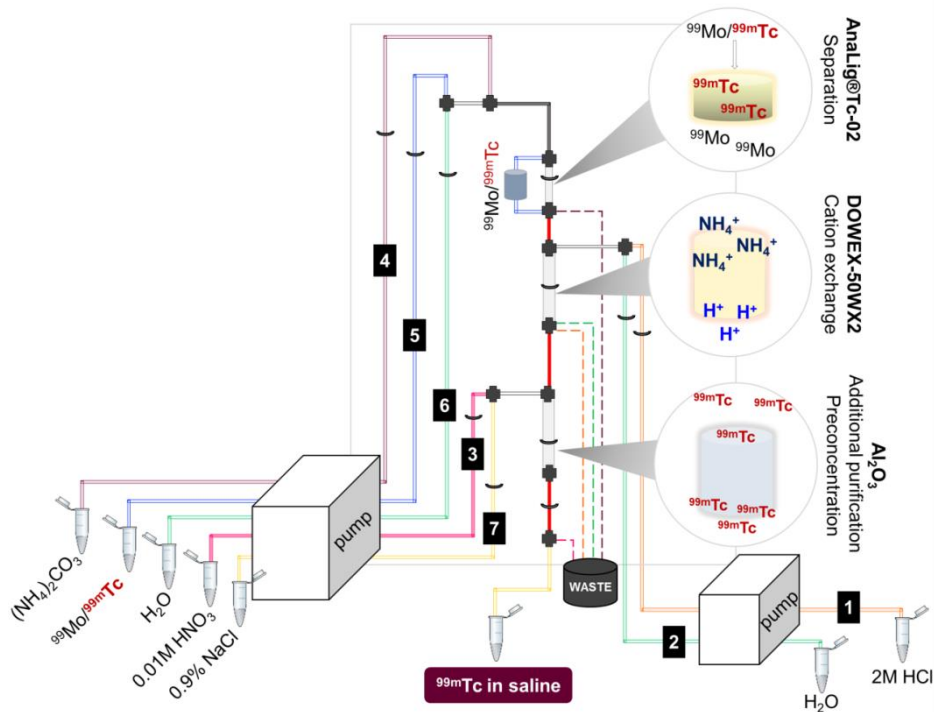 ⁹⁹Mo/⁹⁹ᵐTc
⁹⁹ᵐTc
⁹⁹ᵐTc
⁹⁹Mo
⁹⁹Mo
AnaLig®Tc-02
Separation
4
⁹⁹Mo/⁹⁹ᵐTc
5
NH₄⁺
NH₄⁺
NH₄⁺
H⁺
H⁺
H⁺
DOWEX-50WX2
Cation exchange
6
3
7
⁹⁹ᵐTc
⁹⁹ᵐTc
⁹⁹ᵐTc
⁹⁹ᵐTc
⁹⁹ᵐTc
⁹⁹ᵐTc
Al₂O₃
Additional purification
Preconcentration
pump
(NH₄)₂CO₃
⁹⁹Mo/⁹⁹ᵐTc
H₂O
0.01M HNO₃
0.9% NaCl
WASTE
pump
1
2
2M HCl
H₂O
⁹⁹ᵐTc in saline